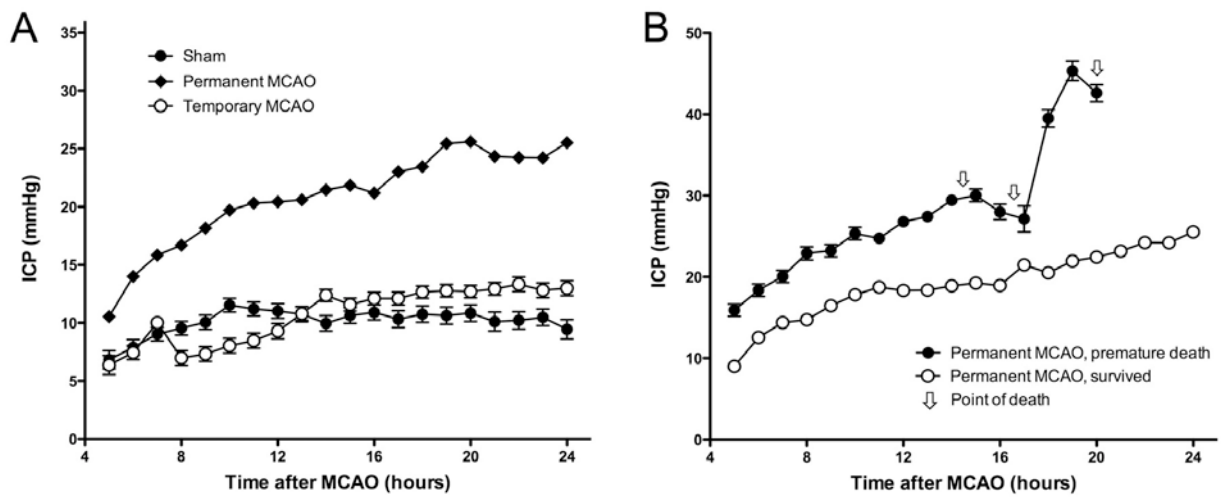 A
ICP (mmHg)
35
30
25
20
15
10
5
0
Sham
Permanent MCAO
Temporary MCAO
4 8 12 16 20 24
Time after MCAO (hours)
B
ICP (mmHg)
50
40
30
20
10
0
Permanent MCAO, premature death
Permanent MCAO, survived
Point of death
4 8 12 16 20 24
Time after MCAO (hours)